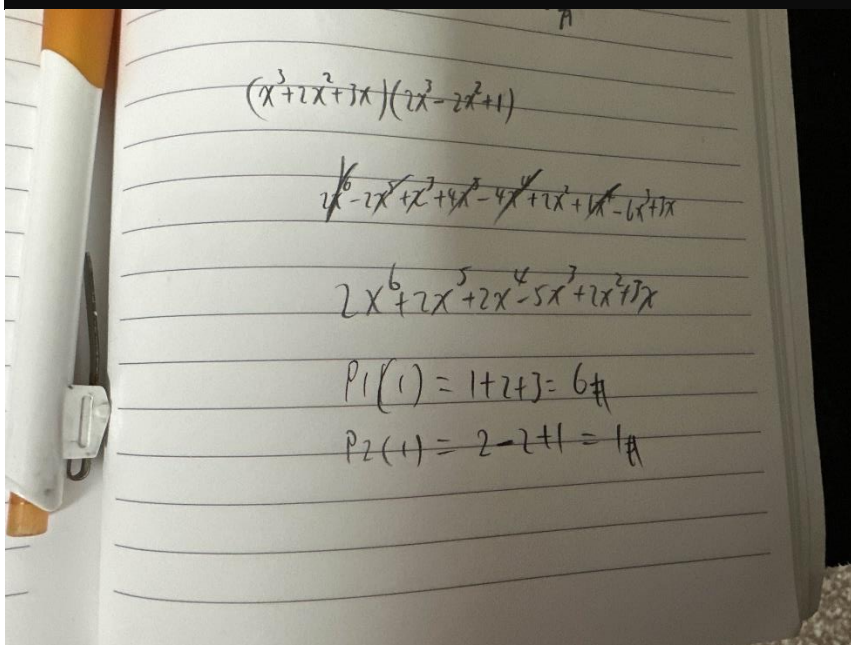 (x³+2x²+3x)(2x³-2x²+1)
2x⁶-2x⁵+x³+4x⁵-4x⁴+2x²+6x⁴-6x³+3x
2x⁶+2x⁵+2x⁴-5x³+2x²+3x
P1(1) = 1+2+3= 6#
P2(1) = 2-2+1 = 1#